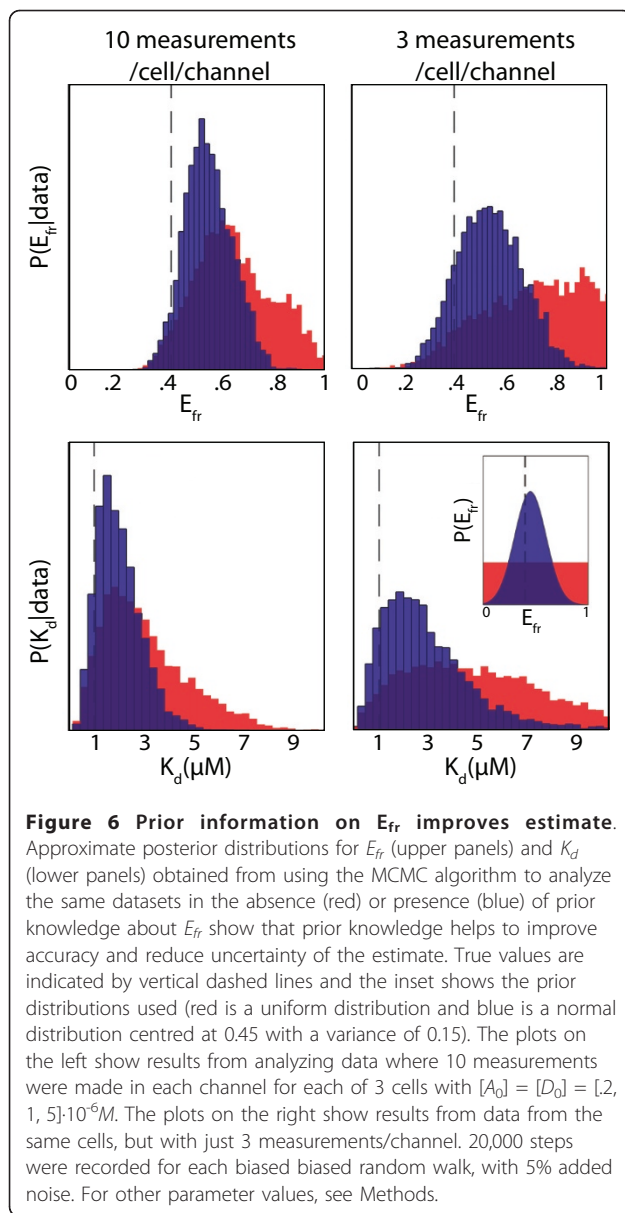 10 measurements
/cell/channel
3 measurements
/cell/channel
P(E_fr|data)
0 .2 .4 .6 .8 1
E_fr
0 .2 .4 .6 .8 1
E_fr
P(K_d|data)
1 3 5 7 9
K_d(μM)
P(E_fr)
0 1
E_fr
1 3 5 7 9
K_d(μM)
Figure 6 Prior information on E_fr improves estimate.
Approximate posterior distributions for E_fr (upper panels) and K_d
(lower panels) obtained from using the MCMC algorithm to analyze
the same datasets in the absence (red) or presence (blue) of prior
knowledge about E_fr show that prior knowledge helps to improve
accuracy and reduce uncertainty of the estimate. True values are
indicated by vertical dashed lines and the inset shows the prior
distributions used (red is a uniform distribution and blue is a normal
distribution centred at 0.45 with a variance of 0.15). The plots on
the left show results from analyzing data where 10 measurements
were made in each channel for each of 3 cells with [A₀] = [D₀] = [.2,
1, 5]·10⁻⁶M. The plots on the right show results from data from the
same cells, but with just 3 measurements/channel. 20,000 steps
were recorded for each biased biased random walk, with 5% added
noise. For other parameter values, see Methods.